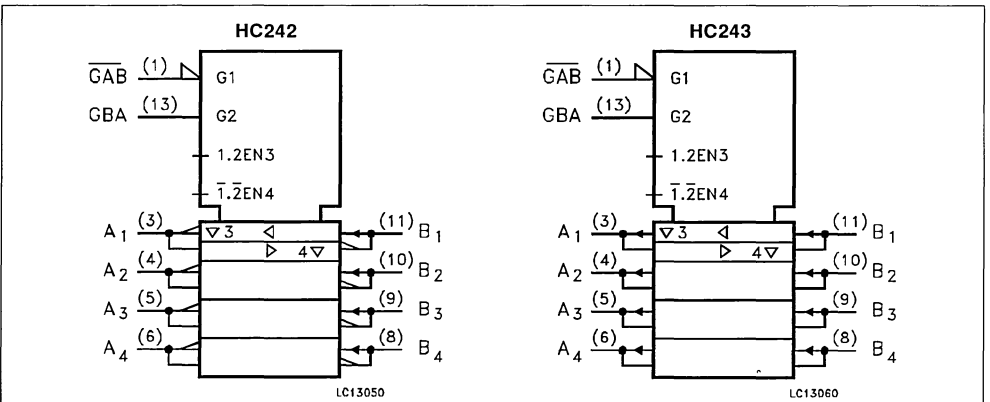 HC242
GAB (1) G1
GBA (13) G2
1.2EN3
1.2EN4
A1 (3) ▽3 ◁ (11) B1
▷ 4▽
A2 (4) (10) B2
A3 (5) (9) B3
A4 (6) (8) B4
LC13050
HC243
GAB (1) G1
GBA (13) G2
1.2EN3
1.2EN4
A1 (3) ▽3 ◁ (11) B1
▷ 4▽
A2 (4) (10) B2
A3 (5) (9) B3
A4 (6) (8) B4
LC13060